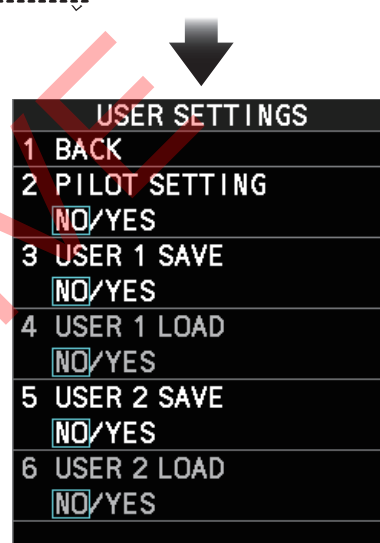 USER SETTINGS
1 BACK
2 PILOT SETTING
NO/YES
3 USER 1 SAVE
NO/YES
4 USER 1 LOAD
NO/YES
5 USER 2 SAVE
NO/YES
6 USER 2 LOAD
NO/YES